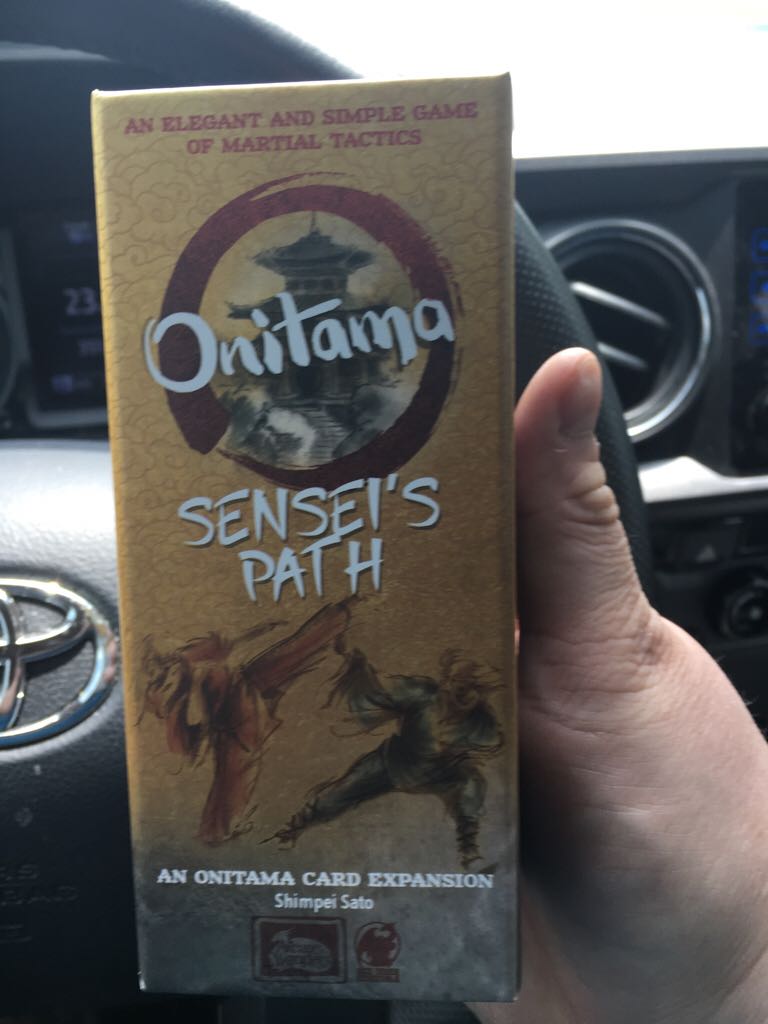 AN ELEGANT AND SIMPLE GAME
OF MARTIAL TACTICS
Onitama
SENSEI'S
PATH
AN ONITAMA CARD EXPANSION
Shimpei Sato